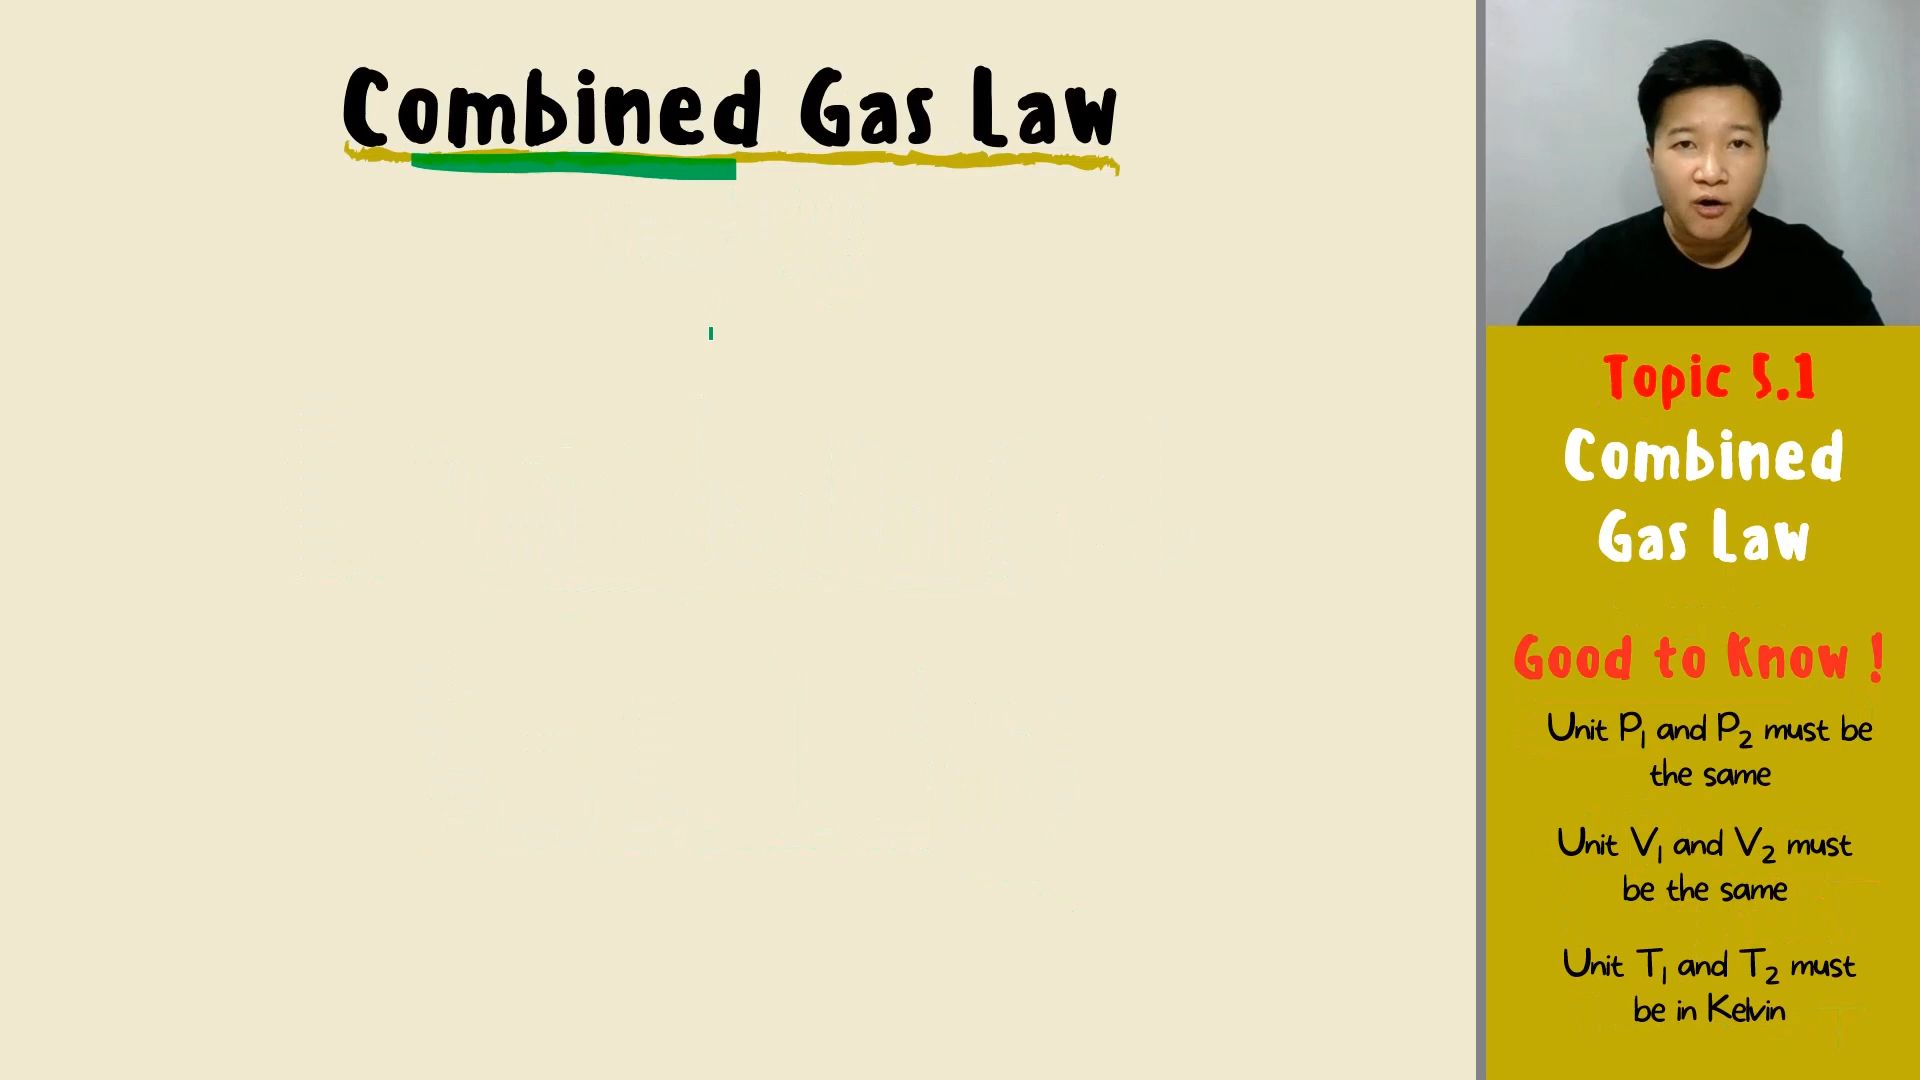 Combined Gas Law
Topic 5.1
Combined
Gas Law
Good to Know !
Unit P₁ and P₂ must be
the same
Unit V₁ and V₂ must
be the same
Unit T₁ and T₂ must
be in Kelvin